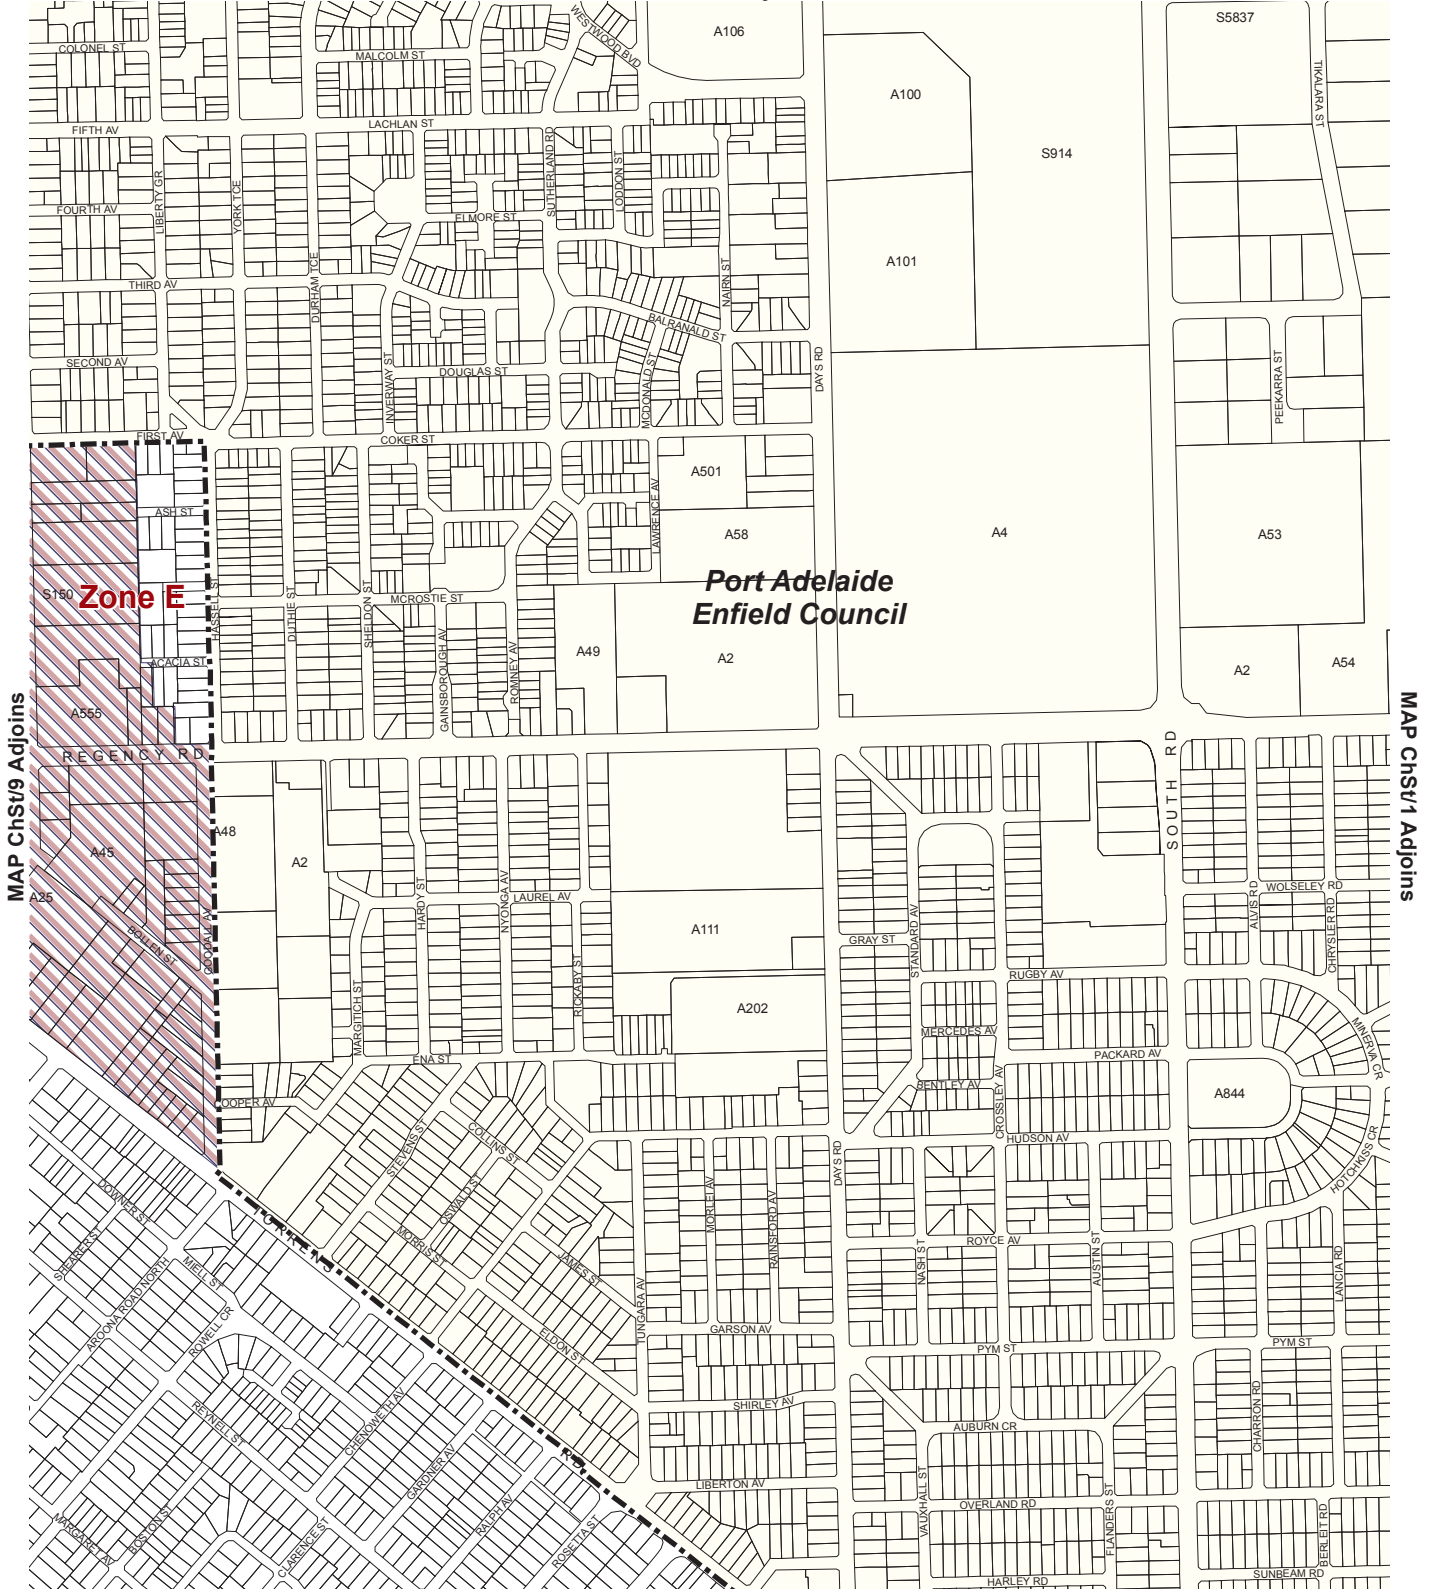 S5837
A106
WESTWOOD BVD
COLONEL ST
MALCOLM ST
TIKALARA ST
A100
FIFTH AV
LACHLAN ST
S914
SUTHERLAND RD
LODDON ST
LIBERTY GR
YORK TCE
FOURTH AV
ELMORE ST
A101
DURHAM TCE
NAIRN ST
THIRD AV
BALRANALD ST
SECOND AV
DOUGLAS ST
INVERWAY ST
MCDONALD ST
DAYS RD
PEEKARRA ST
FIRST AV
COKER ST
A501
ASH ST
LAWRENCE AV
A58
A4
A53
Port Adelaide
Enfield Council
S150
Zone E
HASSELL ST
DUTHIE ST
SHELDON ST
MCROSTIE ST
GAINSBOROUGH AV
ROMNEY AV
A49
A2
A2
A54
ACACIA ST
A555
MAP ChSt/9 Adjoins
MAP ChSt/1 Adjoins
REGENCY RD
SOUTH RD
A48
A2
A45
A25
HARDY ST
NYONGA AV
LAUREL AV
WOLSELEY RD
ALVIS RD
CHRYSLER RD
BOLLEN ST
GOODALL AV
A111
GRAY ST
STANDARD AV
RUGBY AV
MARGITICH ST
RICKABY ST
A202
MERCEDES AV
MINERVA CR
ENA ST
PACKARD AV
BENTLEY AV
CROSSLEY AV
A844
COOPER AV
STEVENS ST
COLLINS ST
HUDSON AV
HOTCHKISS CR
DAYS RD
DOWNER ST
OSWALD ST
MORLEI AV
RAINSFORD AV
TORRENS
SHEARER ST
MORRIS ST
ROYCE AV
NASH ST
AUSTIN ST
JAMES ST
LANCIA RD
MIELL ST
AROONA ROAD NORTH
ROWELL CR
TUNGARA AV
GARSON AV
ELDON ST
PYM ST
PYM ST
SHIRLEY AV
CHARRON RD
REYNELL ST
CHENOWETH AV
AUBURN CR
RD
GARDNER AV
LIBERTON AV
VAUXHALL ST
OVERLAND RD
FLANDERS ST
BERLEIT RD
MARGARET AV
BOSTON ST
CLARENCE ST
RALPH AV
ROSETTA ST
SUNBEAM RD
HARLEY RD